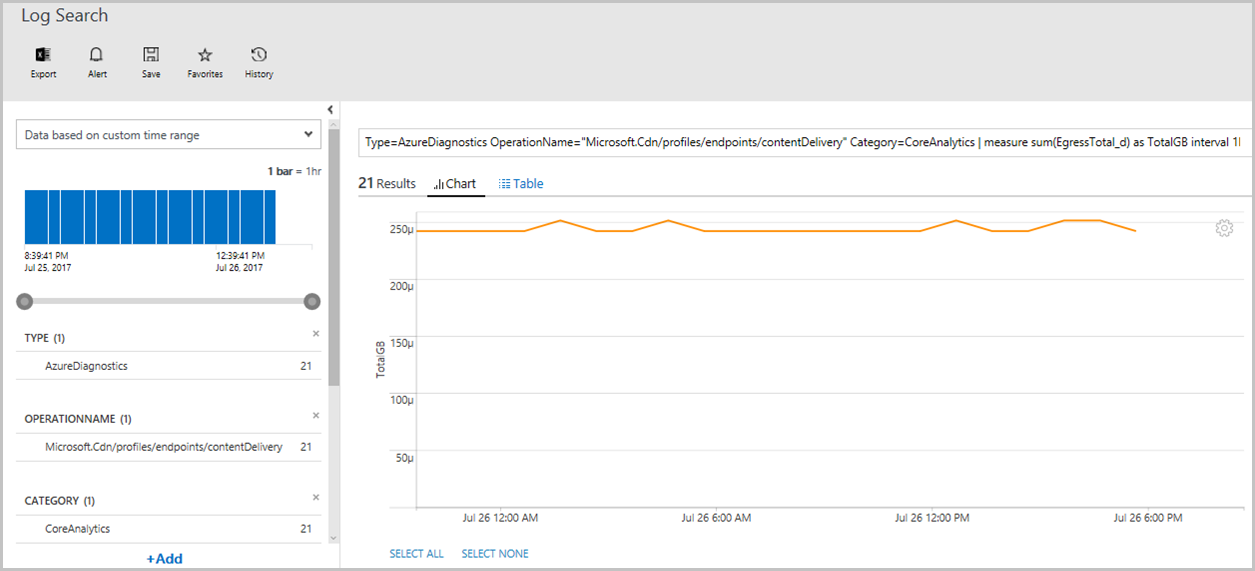 Log Search
Export
Alert
Save
Favorites
History
Data based on custom time range
1 bar = 1hr
8:39:41 PM
Jul 25, 2017
12:39:41 PM
Jul 26, 2017
TYPE (1)
AzureDiagnostics 21
OPERATIONNAME (1)
Microsoft.Cdn/profiles/endpoints/contentDelivery 21
CATEGORY (1)
CoreAnalytics 21
+Add
Type=AzureDiagnostics OperationName="Microsoft.Cdn/profiles/endpoints/contentDelivery" Category=CoreAnalytics | measure sum(EgressTotal_d) as TotalGB interval
21 Results
Chart
Table
250µ
200µ
150µ
100µ
50µ
TotalGB
Jul 26 12:00 AM
Jul 26 6:00 AM
Jul 26 12:00 PM
Jul 26 6:00 PM
SELECT ALL
SELECT NONE